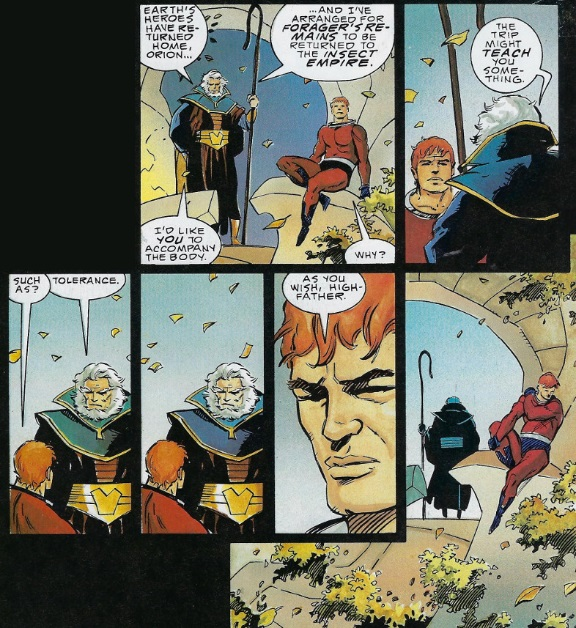 EARTH'S
HEROES
HAVE RE-
TURNED
HOME,
ORION...
...AND I'VE
ARRANGED FOR
FORAGER'S RE-
MAINS TO BE
RETURNED TO
THE INSECT
EMPIRE.
I'D LIKE
YOU TO
ACCOMPANY
THE BODY.
WHY?
THE
TRIP
MIGHT
TEACH
YOU
SOME-
THING.
SUCH
AS?
TOLERANCE.
AS YOU
WISH, HIGH-
FATHER.